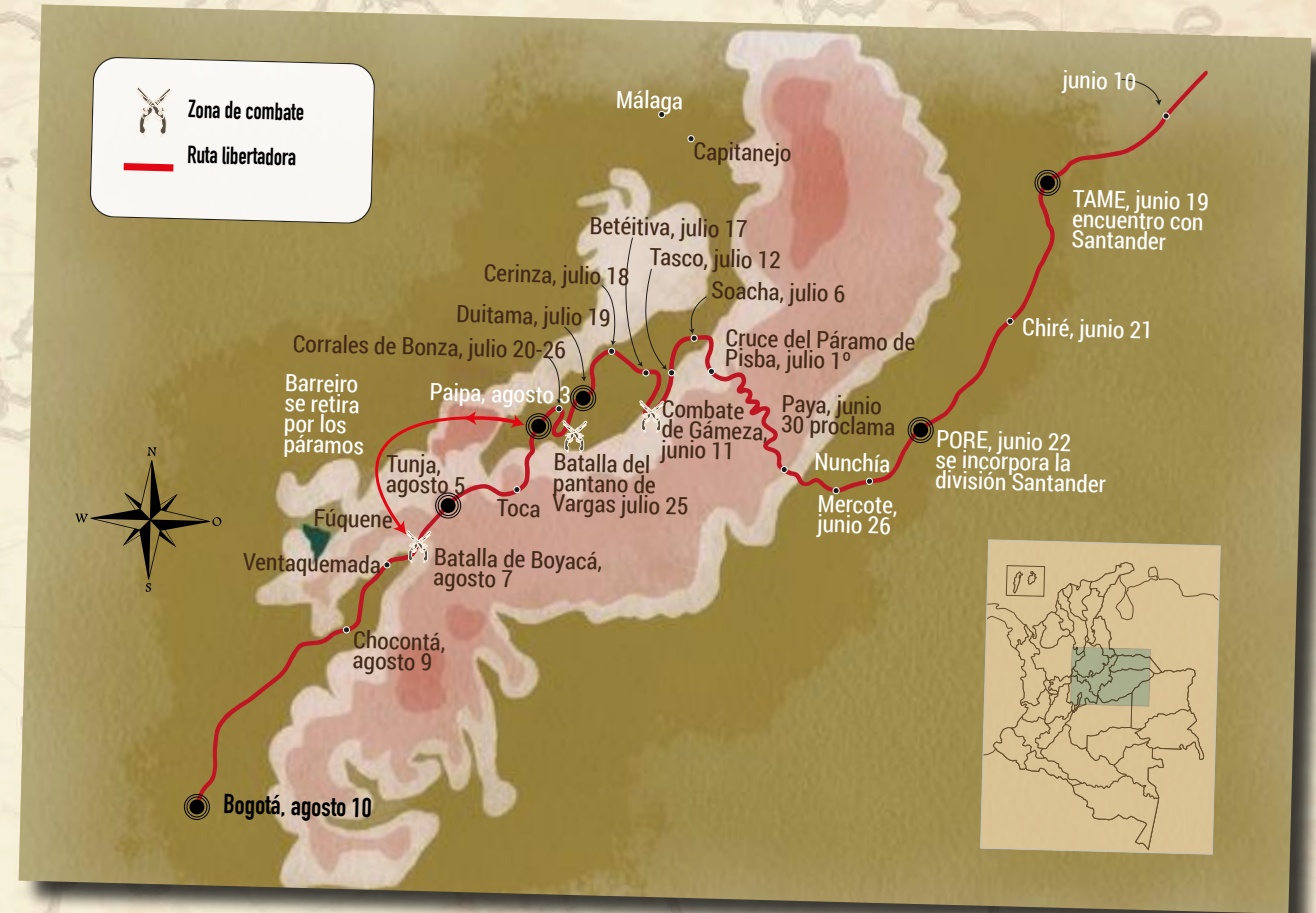 Zona de combate
Ruta libertadora
junio 10
Málaga
Capitanejo
TAME, junio 19
encuentro con
Santander
Betéitiva, julio 17
Tasco, julio 12
Cerinza, julio 18
Soacha, julio 6
Duitama, julio 19
Chiré, junio 21
Corrales de Bonza, julio 20-26
Cruce del Páramo de
Pisba, julio 1º
Barreiro
se retira
por los
páramos
Paipa, agosto 3
Combate
de Gámeza,
junio 11
Paya, junio
30 proclama
PORE, junio 22
se incorpora la
división Santander
Tunja,
agosto 5
Batalla del
pantano de
Vargas julio 25
Nunchía
Mercote,
junio 26
Toca
N
W
O
S
Fúquene
Ventaquemada
Batalla de Boyacá,
agosto 7
Chocontá,
agosto 9
Bogotá, agosto 10